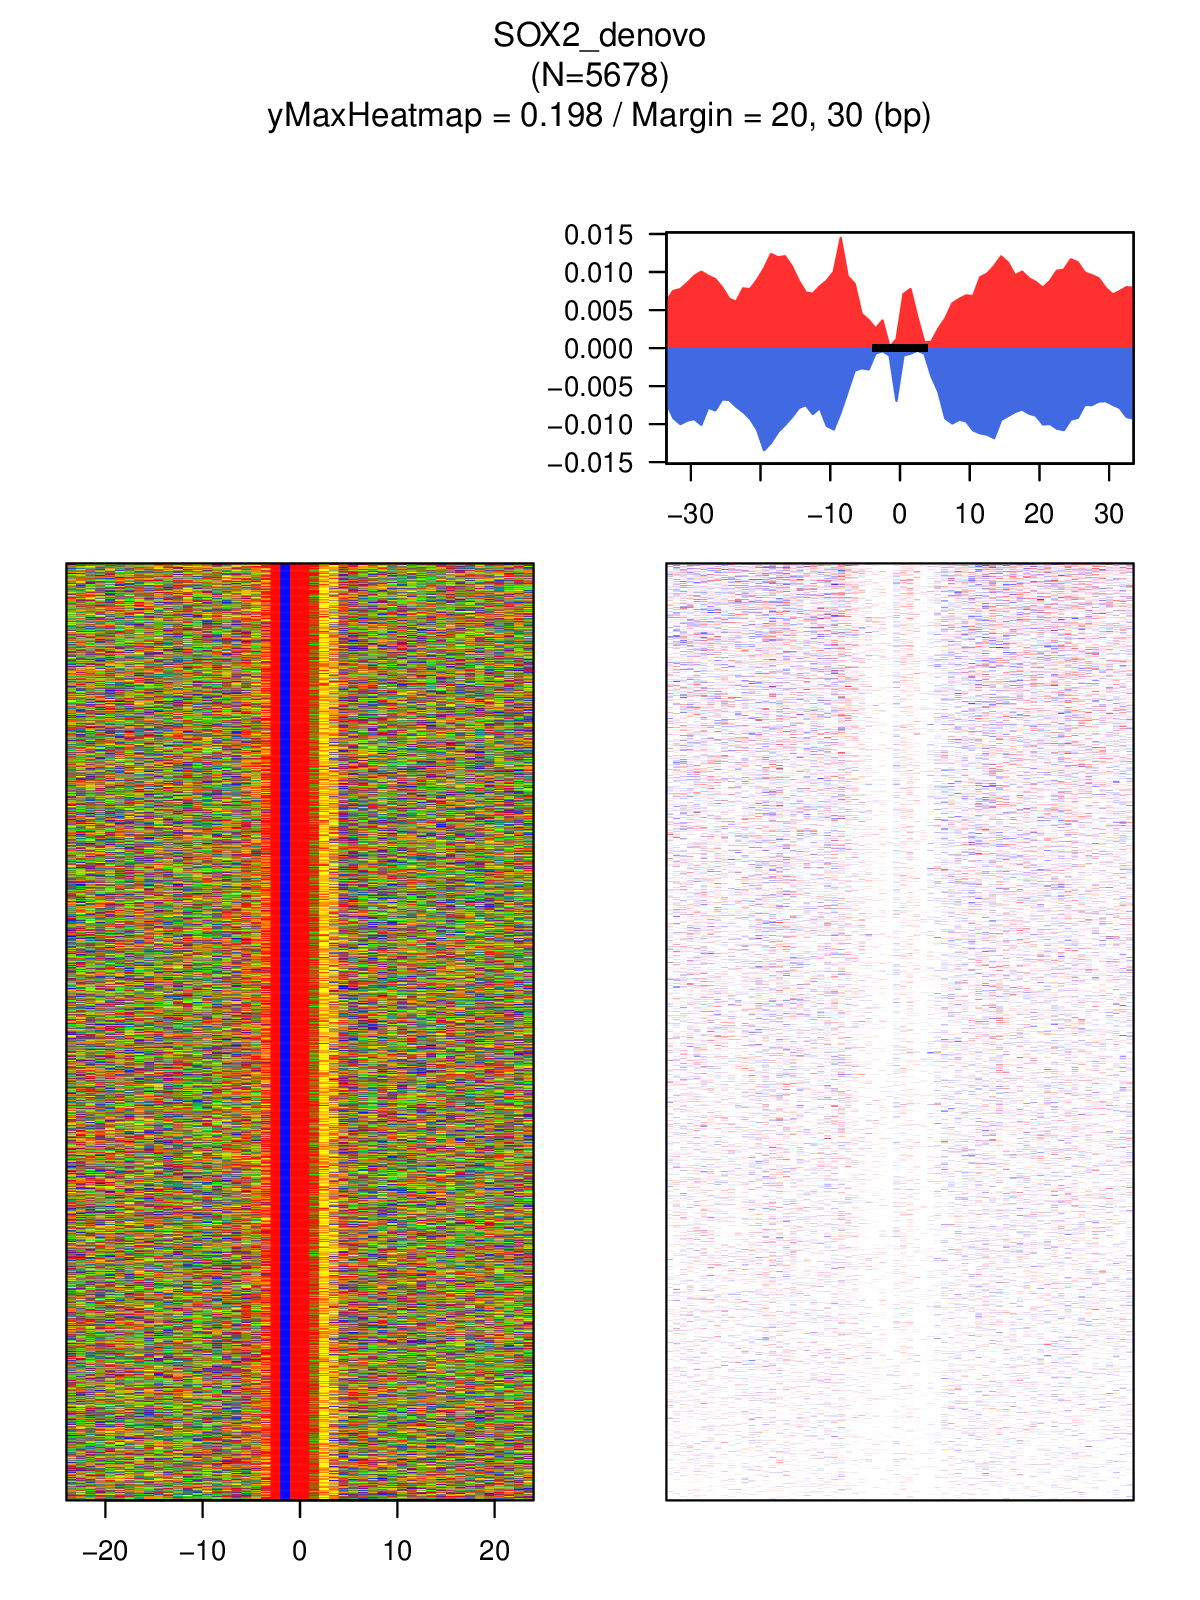 SOX2_denovo
(N=5678)
yMaxHeatmap = 0.198 / Margin = 20, 30 (bp)
0.015
0.010
0.005
0.000
−0.005
−0.010
−0.015
−30 −10 0 10 20 30
−20 −10 0 10 20